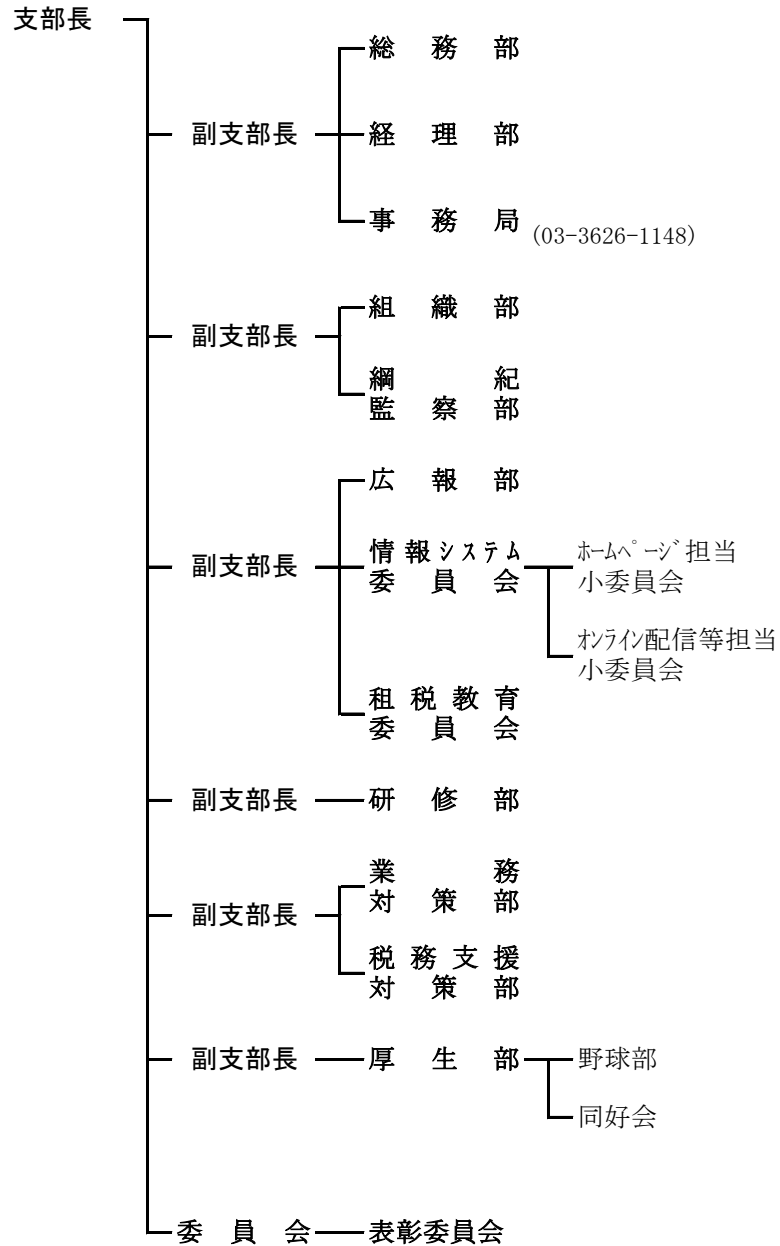 支部長
総務部
副支部長
経理部
事務局
(03-3626-1148)
組織部
副支部長
綱紀
監察部
広報部
副支部長
情報システム
委員会
ホームページ担当
小委員会
オンライン配信等担当
小委員会
租税教育
委員会
副支部長
研修部
業務
対策部
副支部長
税務支援
対策部
副支部長
厚生部
野球部
同好会
委員会
表彰委員会